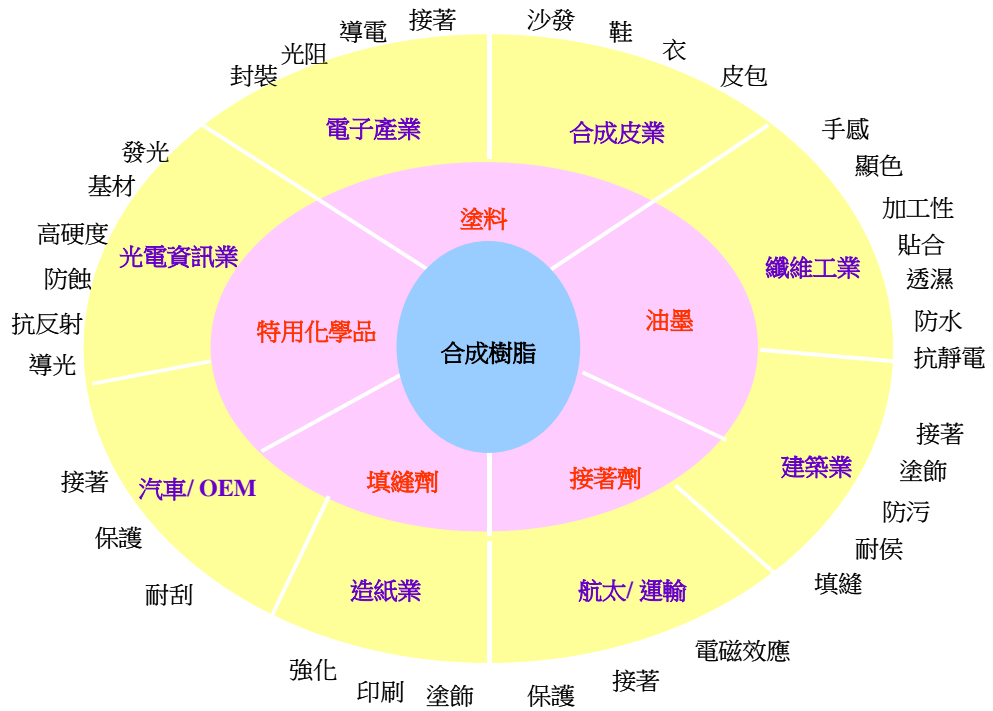 接著
沙發
導電
鞋
光阻
衣
封裝
皮包
電子產業
合成皮業
手感
發光
顯色
基材
加工性
塗料
高硬度
貼合
光電資訊業
纖維工業
防蝕
透濕
抗反射
特用化學品
油墨
防水
導光
合成樹脂
抗靜電
接著
建築業
塗飾
接著
汽車/ OEM
填縫劑
接著劑
防污
保護
耐侯
耐刮
造紙業
航太/ 運輸
填縫
電磁效應
強化
印刷
塗飾
保護
接著